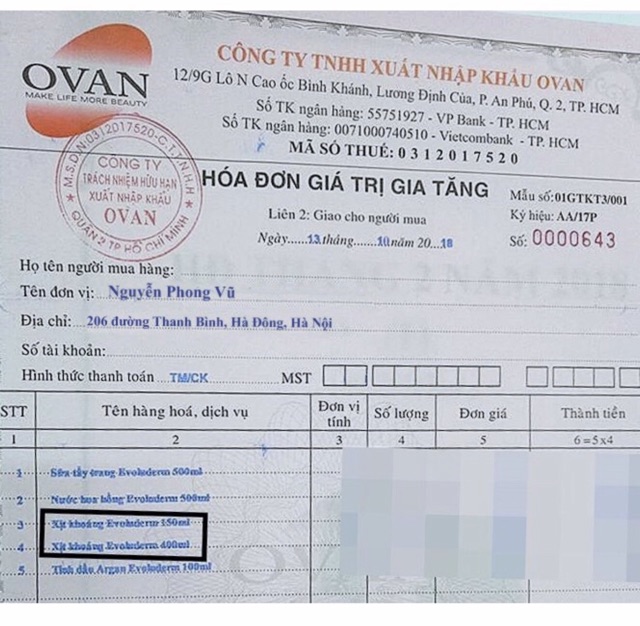 OVAN
MAKE LIFE MORE BEAUTY
CÔNG TY TNHH XUẤT NHẬP KHẨU OVAN
12/9G Lô N Cao ốc Bình Khánh, Lương Định Của, P. An Phú, Q. 2, TP. HCM
Số TK ngân hàng: 55751927 - VP Bank - TP. HCM
Số TK ngân hàng: 0071000740510 - Vietcombank - TP. HCM
MÃ SỐ THUẾ: 0312017520
M.S.D.N:0312017520-C.T.T.N.H.H
CÔNG TY
TRÁCH NHIỆM HỮU HẠN
XUẤT NHẬP KHẨU
OVAN
QUẬN 2 TP HỒ CHÍ MINH
HÓA ĐƠN GIÁ TRỊ GIA TĂNG
Mẫu số:01GTKT3/001
Liên 2: Giao cho người mua
Ký hiệu: AA/17P
Ngày......13tháng......10năm 20...18
Số: 0000643
Họ tên người mua hàng:
Tên đơn vị: Nguyễn Phong Vũ
Địa chỉ: 206 đường Thanh Bình, Hà Đông, Hà Nội
Số tài khoản:
Hình thức thanh toán TM/CK MST
STT Tên hàng hoá, dịch vụ Đơn vị tính Số lượng Đơn giá Thành tiền
1 2 3 4 5 6=5x4
1 Sữa tẩy trang Evoluderm 500ml
2 Nước hoa hồng Evoluderm 500ml
3 Xịt khoáng Evoluderm 150ml
4 Xịt khoáng Evoluderm 400ml
5 Tinh dầu Argan Evoluderm 100ml
OVAN